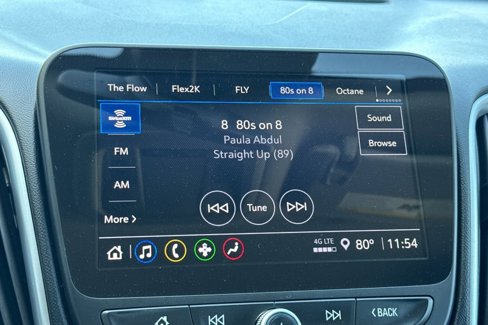 The Flow Flex2K FLY 80s on 8 Octane
SiriusXM
8 80s on 8
Paula Abdul
Straight Up (89)
Sound
Browse
FM
AM
More
Tune
4G LTE
80° 11:54
BACK